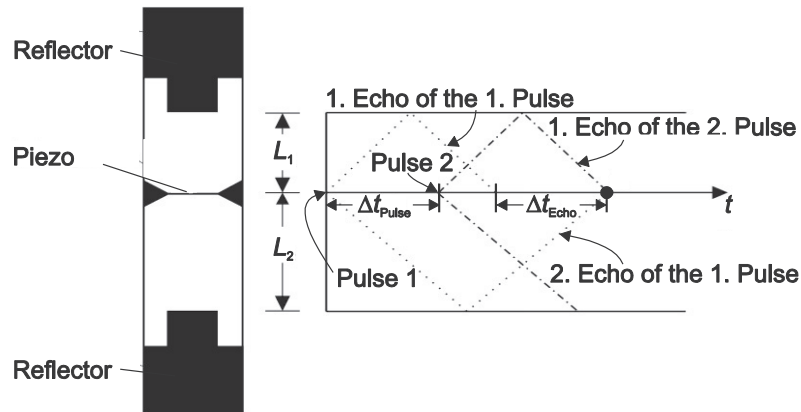 Reflector
Piezo
Reflector
L1
L2
1. Echo of the 1. Pulse
1. Echo of the 2. Pulse
Pulse 2
ΔtPulse
ΔtEcho
t
Pulse 1
2. Echo of the 1. Pulse